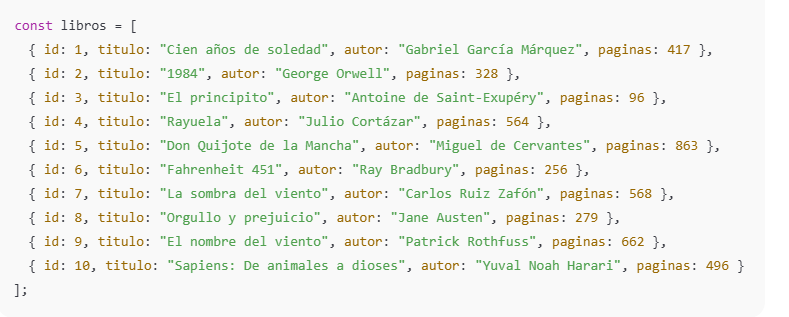 const libros = [
{ id: 1, titulo: "Cien años de soledad", autor: "Gabriel García Márquez", paginas: 417 },
{ id: 2, titulo: "1984", autor: "George Orwell", paginas: 328 },
{ id: 3, titulo: "El principito", autor: "Antoine de Saint-Exupéry", paginas: 96 },
{ id: 4, titulo: "Rayuela", autor: "Julio Cortázar", paginas: 564 },
{ id: 5, titulo: "Don Quijote de la Mancha", autor: "Miguel de Cervantes", paginas: 863 },
{ id: 6, titulo: "Fahrenheit 451", autor: "Ray Bradbury", paginas: 256 },
{ id: 7, titulo: "La sombra del viento", autor: "Carlos Ruiz Zafón", paginas: 568 },
{ id: 8, titulo: "Orgullo y prejuicio", autor: "Jane Austen", paginas: 279 },
{ id: 9, titulo: "El nombre del viento", autor: "Patrick Rothfuss", paginas: 662 },
{ id: 10, titulo: "Sapiens: De animales a dioses", autor: "Yuval Noah Harari", paginas: 496 }
];